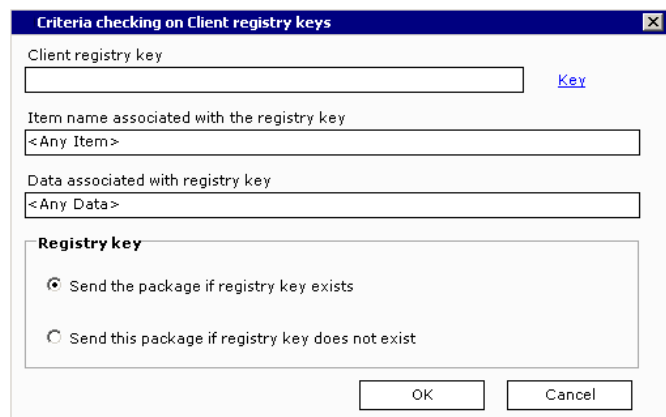 Criteria checking on Client registry keys
Client registry key
Key
Item name associated with the registry key
<Any Item>
Data associated with registry key
<Any Data>
Registry key
Send the package if registry key exists
Send this package if registry key does not exist
OK Cancel